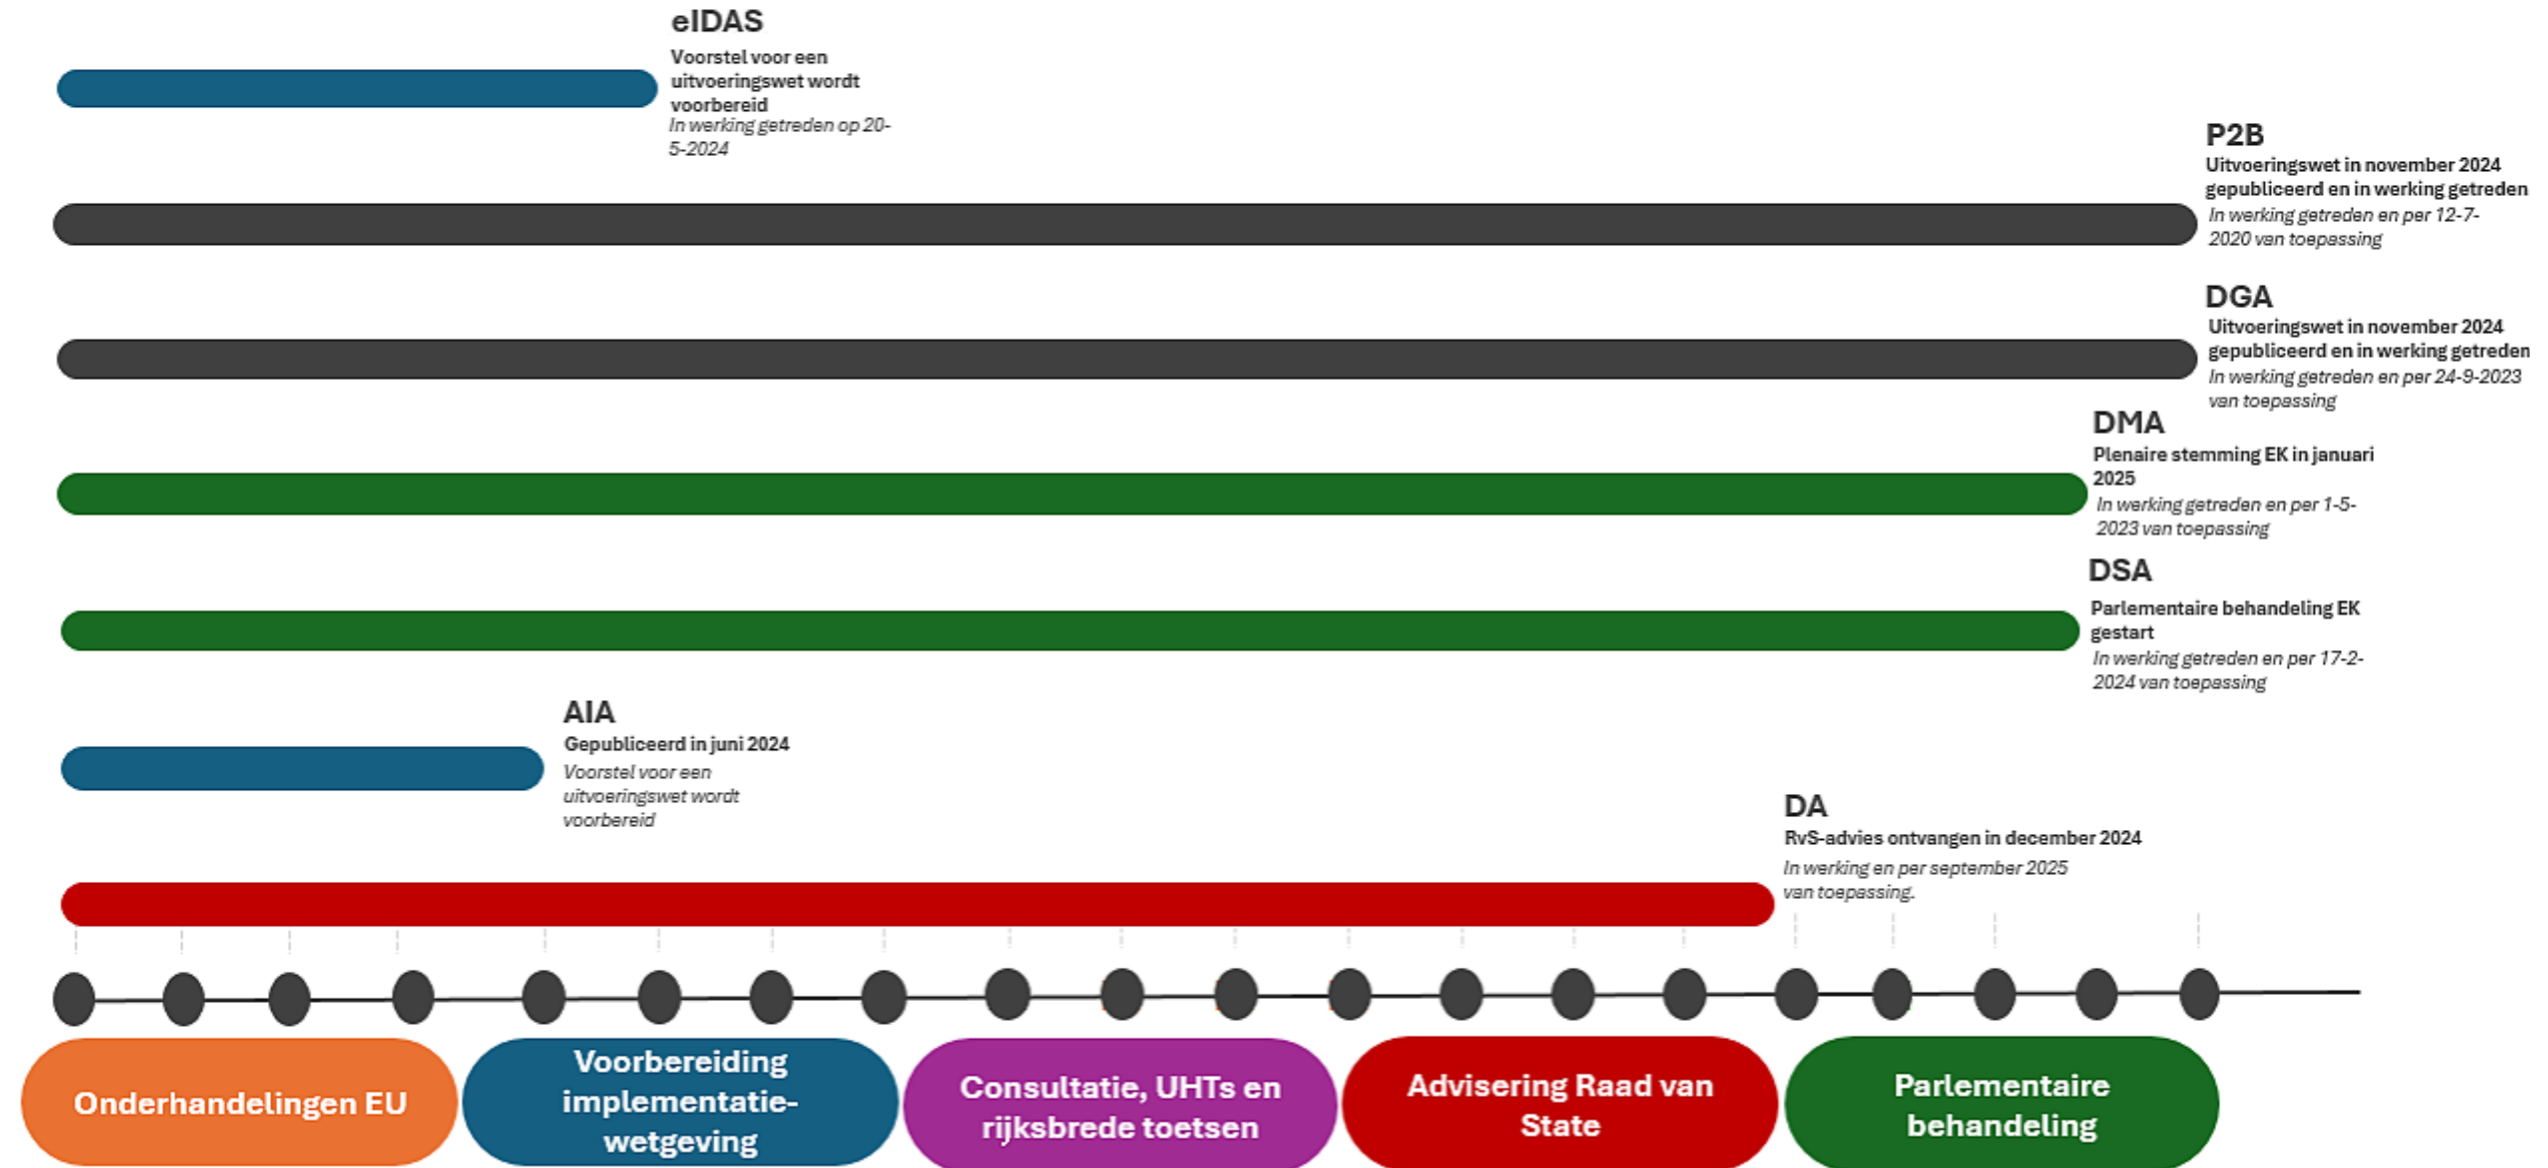 eIDAS
Voorstel voor een
uitvoeringswet wordt
voorbereid
In werking getreden op 20-
5-2024
P2B
Uitvoeringswet in november 2024
gepubliceerd en in werking getreden
In werking getreden en per 12-7-
2020 van toepassing
DGA
Uitvoeringswet in november 2024
gepubliceerd en in werking getreden
In werking getreden en per 24-9-2023
van toepassing
DMA
Plenaire stemming EK in januari
2025
In werking getreden en per 1-5-
2023 van toepassing
DSA
Parlementaire behandeling EK
gestart
In werking getreden en per 17-2-
2024 van toepassing
AIA
Gepubliceerd in juni 2024
Voorstel voor een
uitvoeringswet wordt
voorbereid
DA
RvS-advies ontvangen in december 2024
In werking en per september 2025
van toepassing.
Onderhandelingen EU
Voorbereiding
implementatie-
wetgeving
Consultatie, UHTs en
rijksbrede toetsen
Advisering Raad van
State
Parlementaire
behandeling